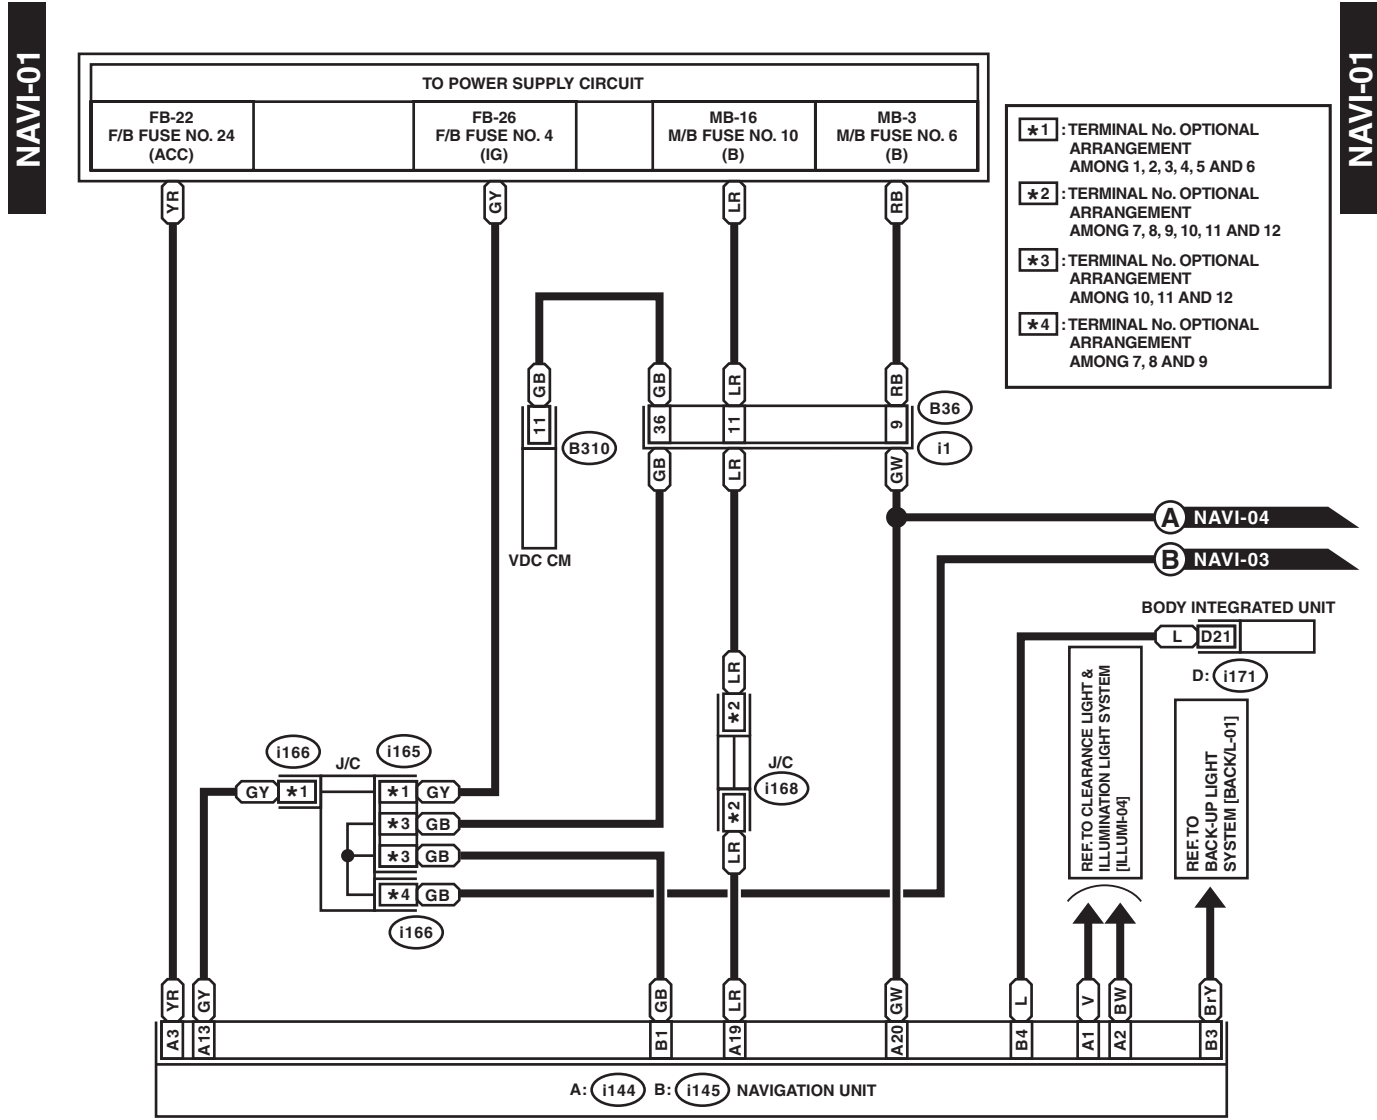 NAVI-01
NAVI-01
TO POWER SUPPLY CIRCUIT
FB-22
F/B FUSE NO. 24
(ACC)
FB-26
F/B FUSE NO. 4
(IG)
MB-16
M/B FUSE NO. 10
(B)
MB-3
M/B FUSE NO. 6
(B)
*1 : TERMINAL No. OPTIONAL
ARRANGEMENT
AMONG 1, 2, 3, 4, 5 AND 6
*2 : TERMINAL No. OPTIONAL
ARRANGEMENT
AMONG 7, 8, 9, 10, 11 AND 12
*3 : TERMINAL No. OPTIONAL
ARRANGEMENT
AMONG 10, 11 AND 12
*4 : TERMINAL No. OPTIONAL
ARRANGEMENT
AMONG 7, 8 AND 9
YR
GY
LR
RB
GB
GB
LR
RB
11
36
11
9
B36
B310
i1
GB
LR
GW
A NAVI-04
VDC CM
B NAVI-03
BODY INTEGRATED UNIT
L D21
D: i171
LR
*2
J/C
i168
*2
LR
REF. TO CLEARANCE LIGHT &
ILLUMINATION LIGHT SYSTEM
[ILLUMI-04]
REF. TO
BACK-UP LIGHT
SYSTEM [BACK/L-01]
i166
J/C
i165
GY *1
*1 GY
*3 GB
*3 GB
*4 GB
i166
YR
GY
GB
LR
GW
L
V
BW
BrY
A3
A13
B1
A19
A20
B4
A1
A2
B3
A: i144 B: i145 NAVIGATION UNIT